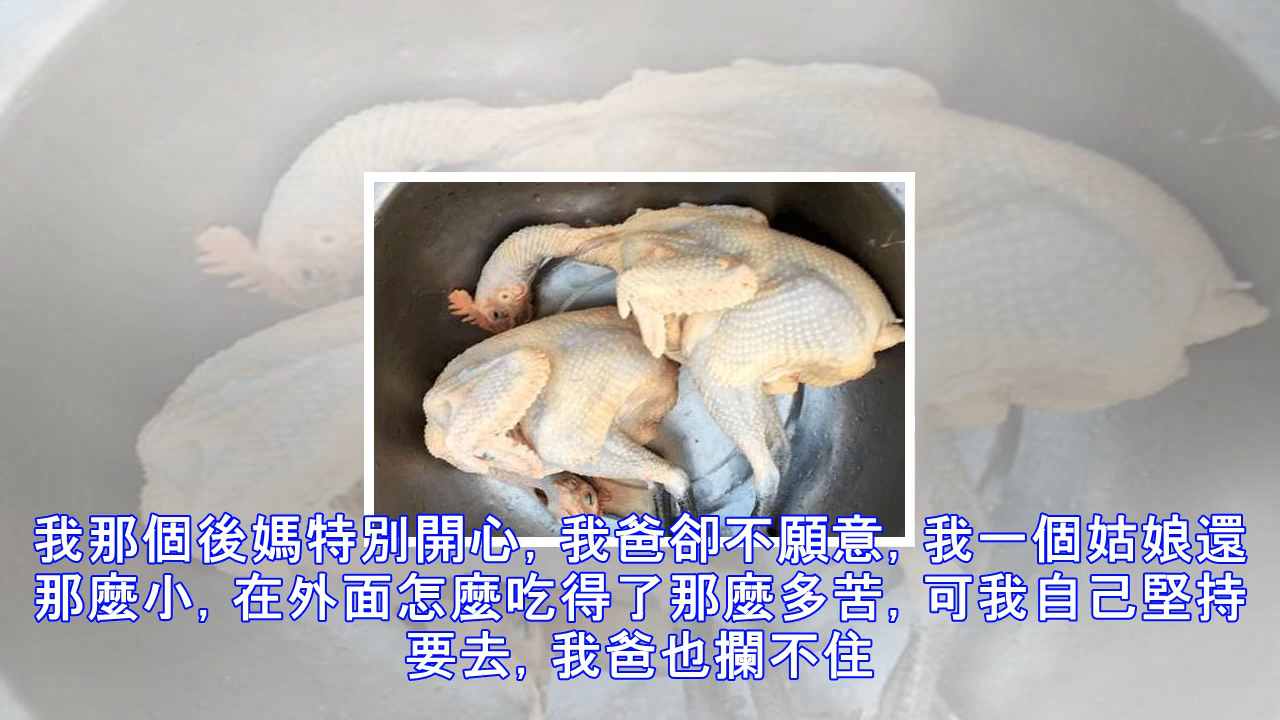 我那個後媽特別開心, 我爸卻不願意, 我一個姑娘還
那麼小, 在外面怎麼吃得了那麼多苦, 可我自己堅持
要去, 我爸也攔不住